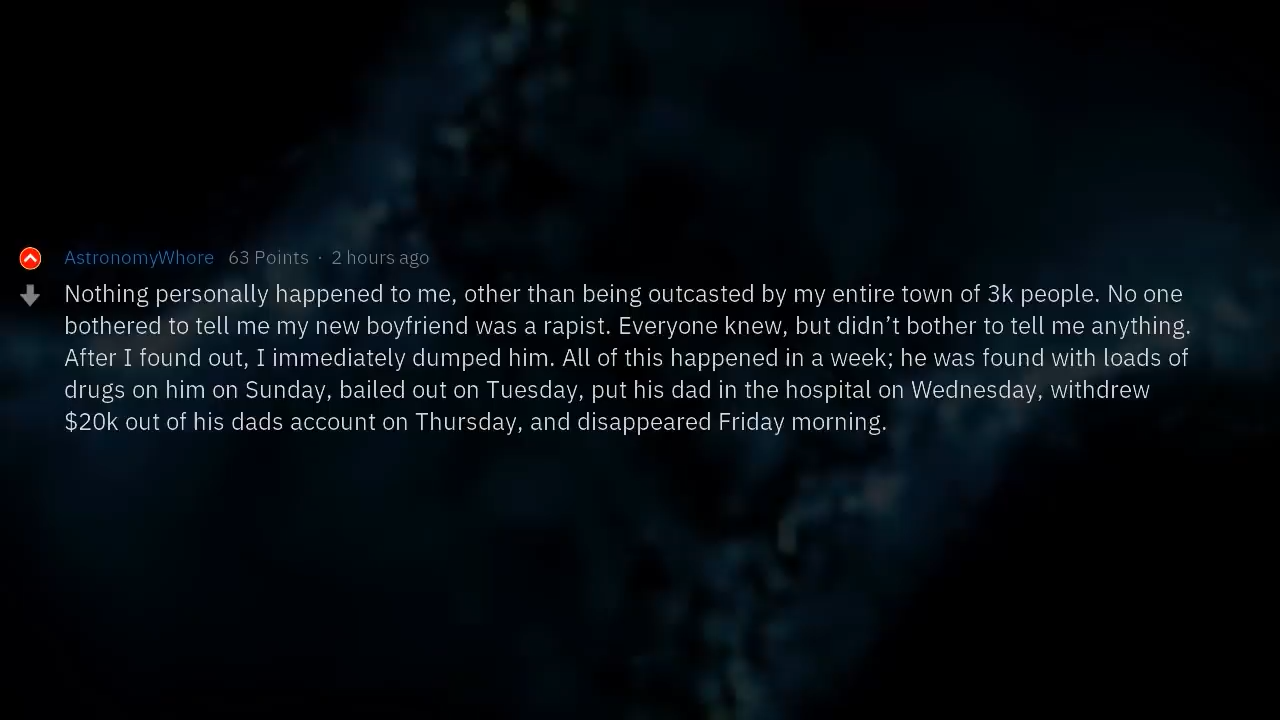 AstronomyWhore 63 Points · 2 hours ago
Nothing personally happened to me, other than being outcasted by my entire town of 3k people. No one
bothered to tell me my new boyfriend was a rapist. Everyone knew, but didn’t bother to tell me anything.
After I found out, I immediately dumped him. All of this happened in a week; he was found with loads of
drugs on him on Sunday, bailed out on Tuesday, put his dad in the hospital on Wednesday, withdrew
$20k out of his dads account on Thursday, and disappeared Friday morning.